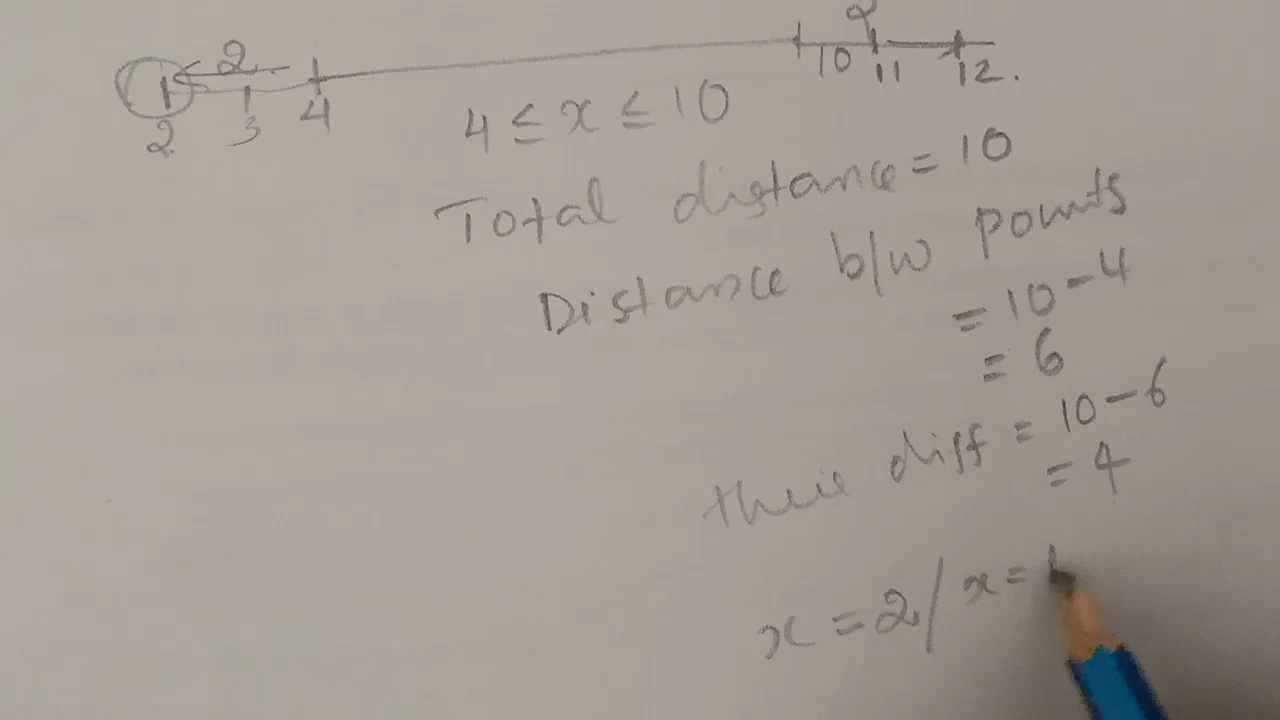 2 2
2 3 4 10 11 12.
4 ≤ x ≤ 10
Total distance = 10
Distance b/w points
= 10 - 4
= 6
their diff = 10 - 6
= 4
x = 2 / x = 1